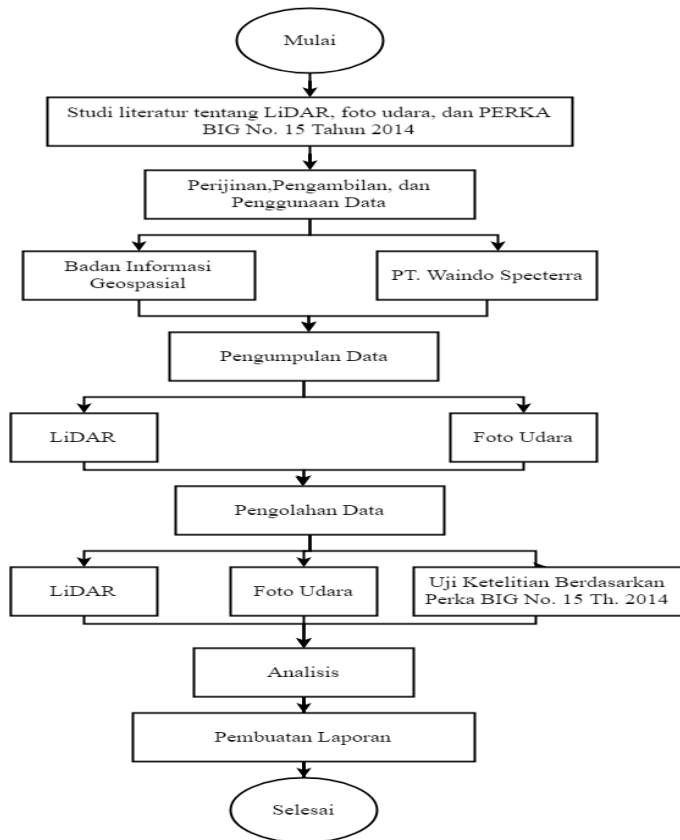 Mulai
Studi literatur tentang LiDAR, foto udara, dan PERKA
BIG No. 15 Tahun 2014
Perijinan,Pengambilan, dan
Penggunaan Data
Badan Informasi
Geospasial
PT. Waindo Specterra
Pengumpulan Data
LiDAR
Foto Udara
Pengolahan Data
LiDAR
Foto Udara
Uji Ketelitian Berdasarkan
Perka BIG No. 15 Th. 2014
Analisis
Pembuatan Laporan
Selesai